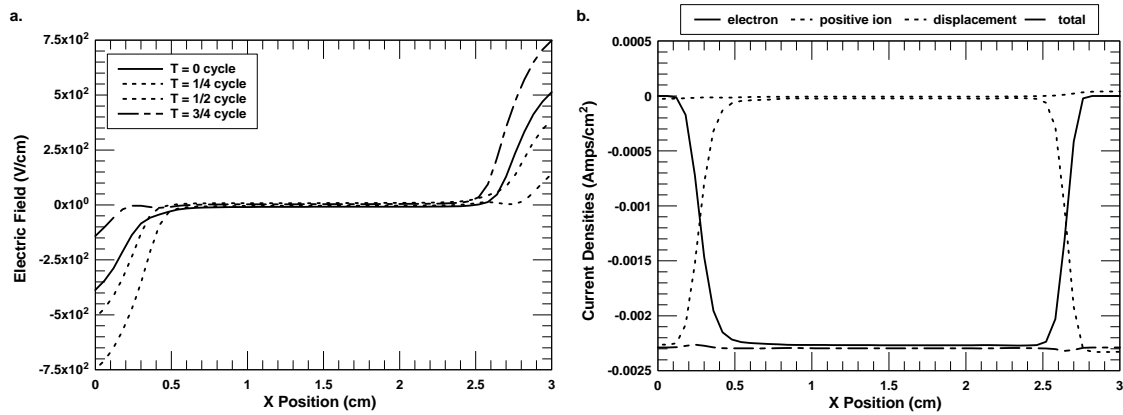 a.
7.5x10²
5x10²
2.5x10²
0x10⁰
-2.5x10²
-5x10²
-7.5x10²
Electric Field (V/cm)
T = 0 cycle
T = 1/4 cycle
T = 1/2 cycle
T = 3/4 cycle
0
0.5
1
1.5
2
2.5
3
X Position (cm)
b.
electron
positive ion
displacement
total
0.0005
0
-0.0005
-0.001
-0.0015
-0.002
-0.0025
Current Densities (Amps/cm²)
0
0.5
1
1.5
2
2.5
3
X Position (cm)